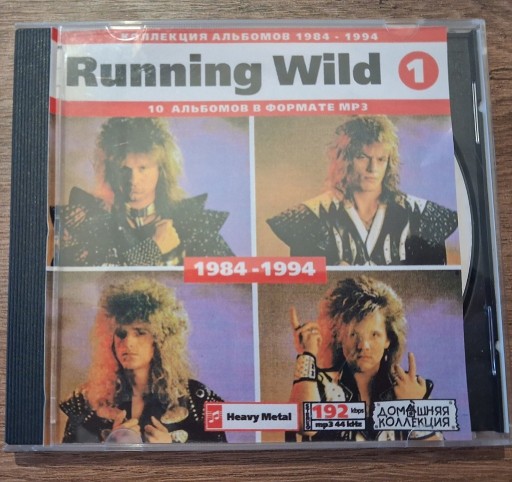 КОЛЛЕКЦИЯ АЛЬБОМОВ 1984 - 1994
Running Wild 1
10 АЛЬБОМОВ В ФОРМАТЕ MP3
1984 - 1994
Heavy Metal
192 kbps
mp3 44 kHz
ДОМАШНЯЯ
КОЛЛЕКЦИЯ